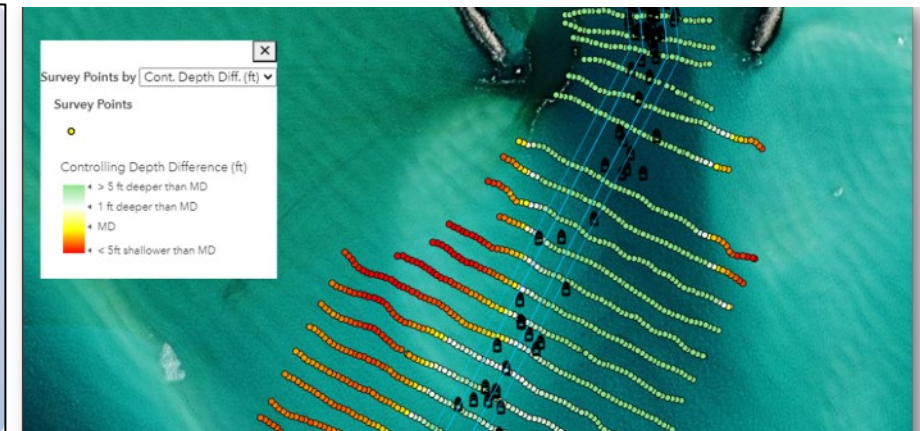 ✕
Survey Points by Cont. Depth Diff. (ft)
Survey Points
Controlling Depth Difference (ft)
> 5 ft deeper than MD
1 ft deeper than MD
MD
< 5ft shallower than MD